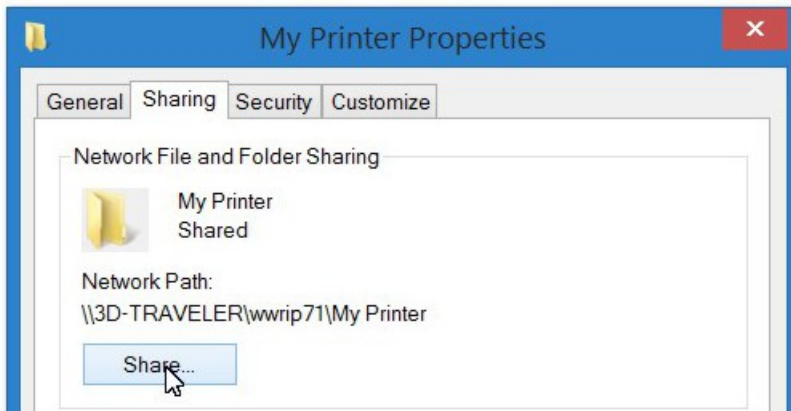 My Printer Properties
General Sharing Security Customize
Network File and Folder Sharing
My Printer
Shared
Network Path:
\\3D-TRAVELER\wwrip71\My Printer
Share...